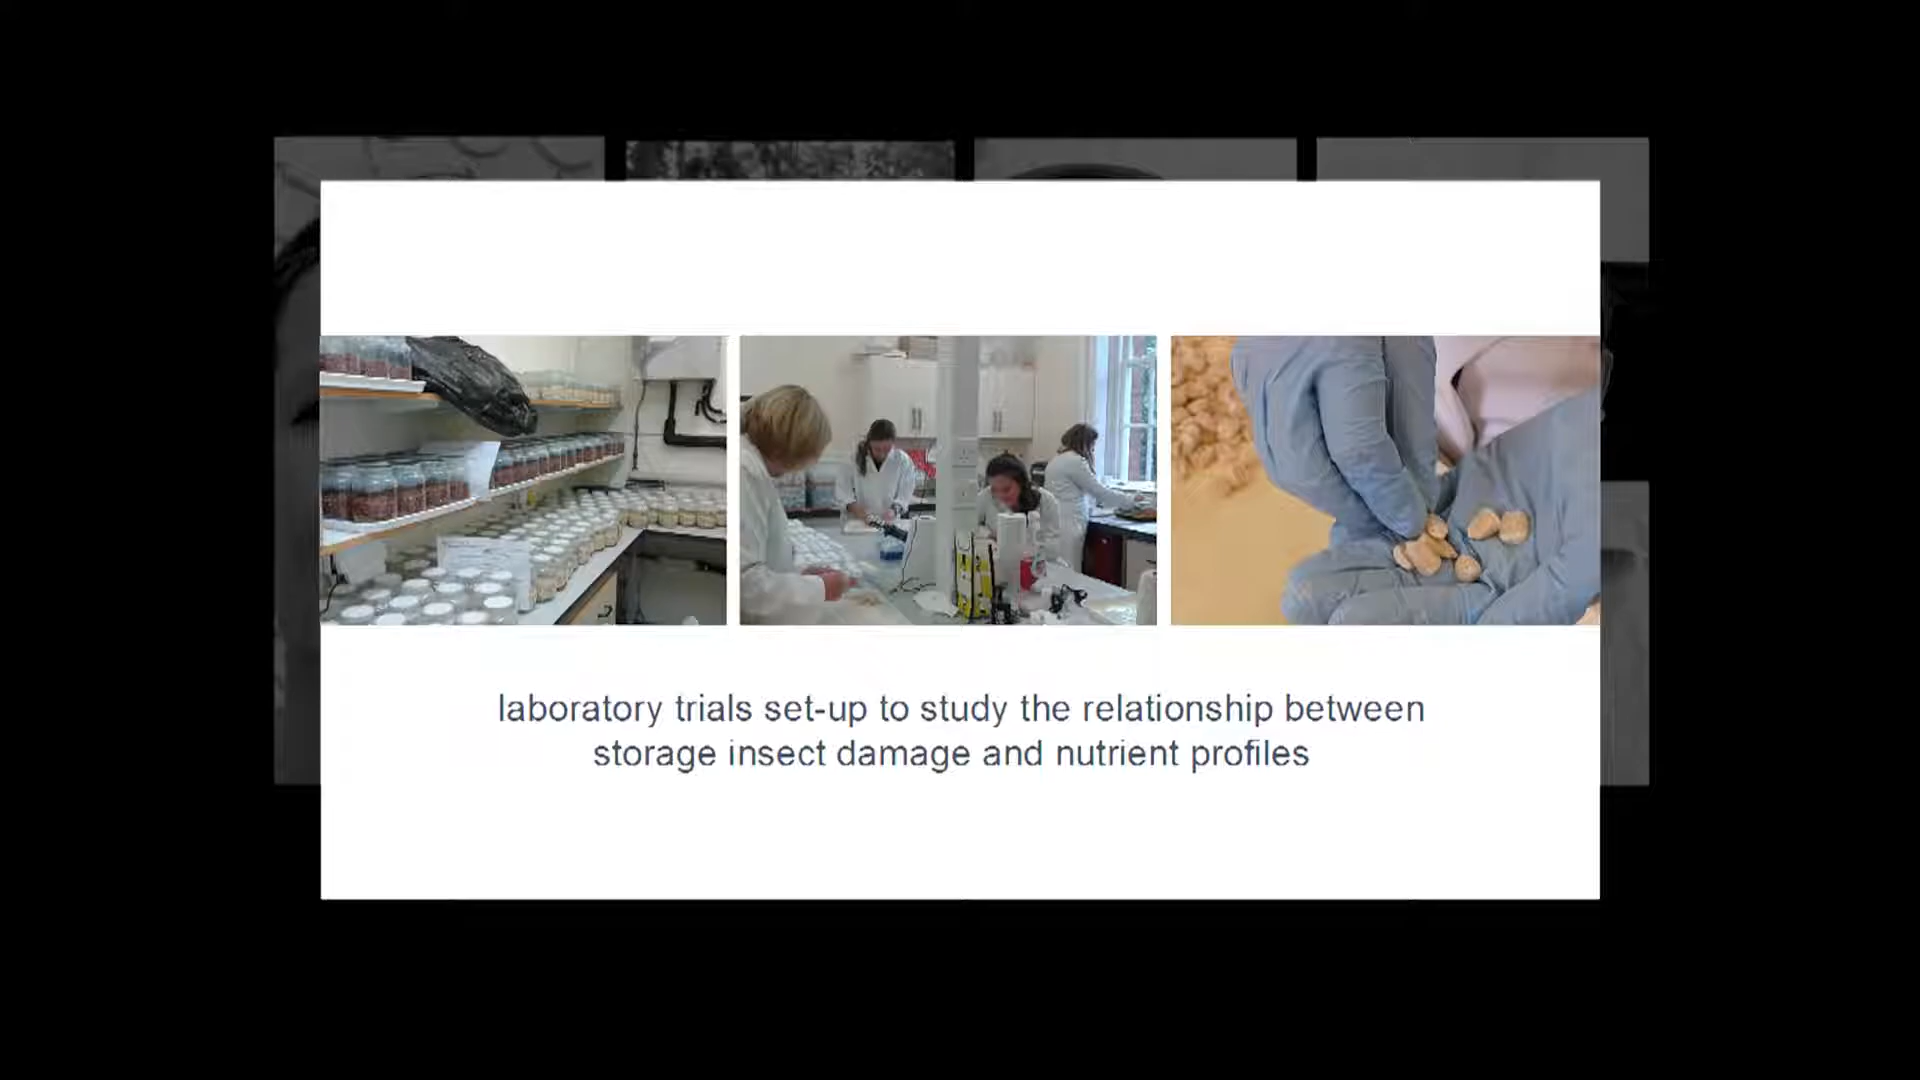 laboratory trials set-up to study the relationship between
storage insect damage and nutrient profiles